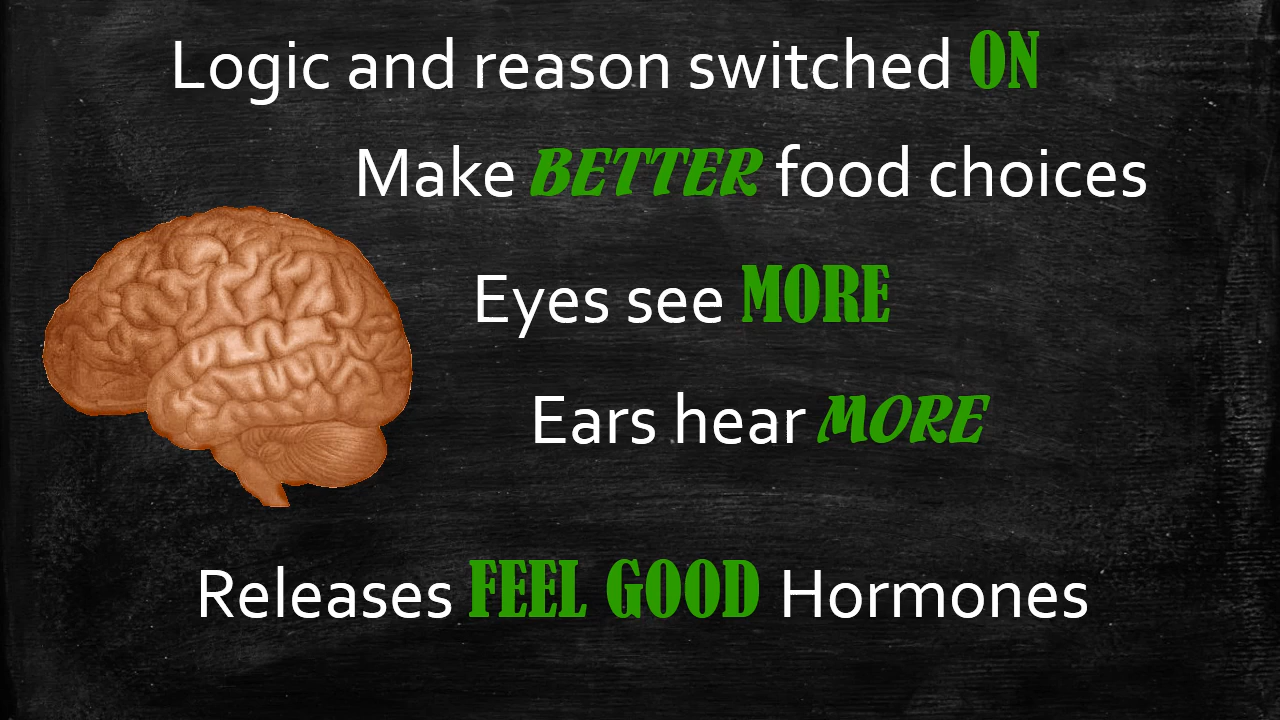 Logic and reason switched ON
Make BETTER food choices
Eyes see MORE
Ears hear MORE
Releases FEEL GOOD Hormones